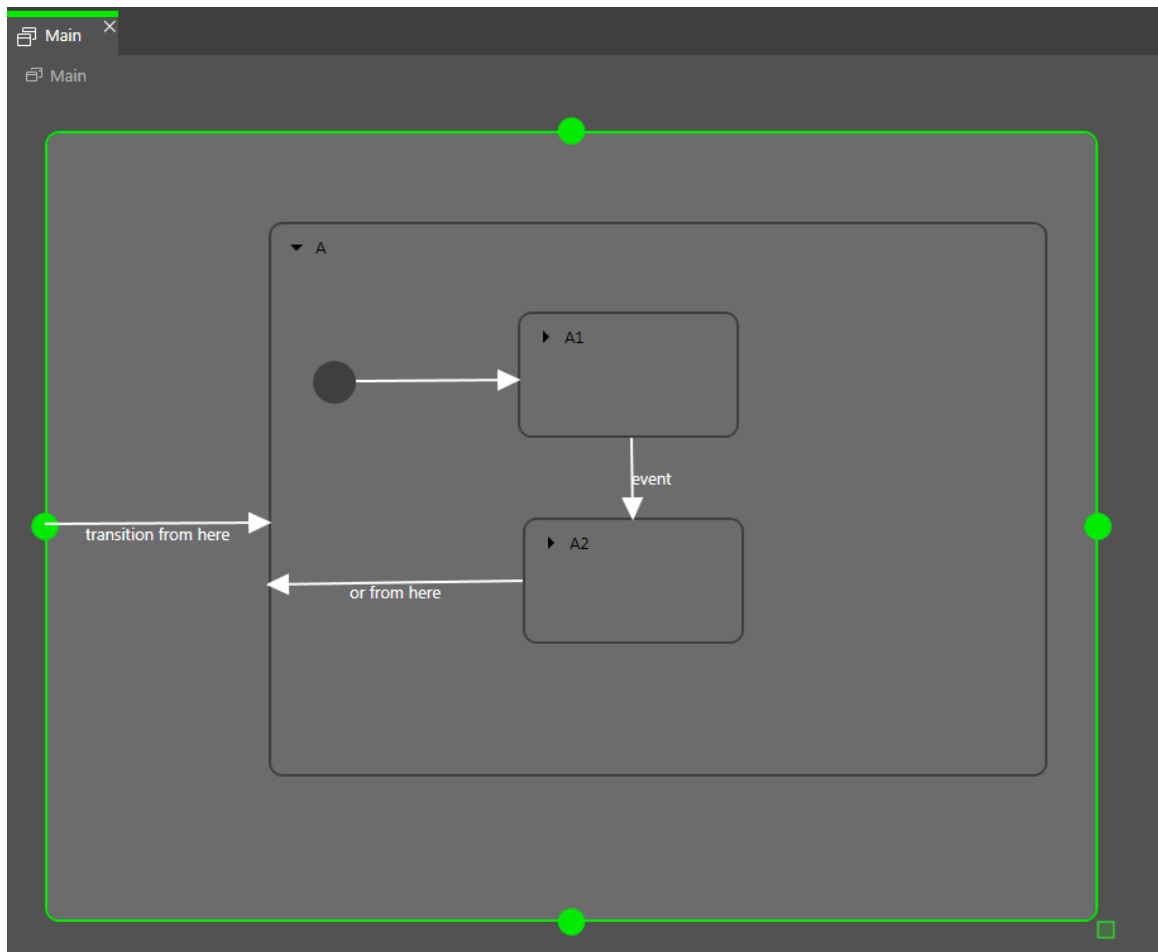 Main
Main
A
A1
event
transition from here
A2
or from here